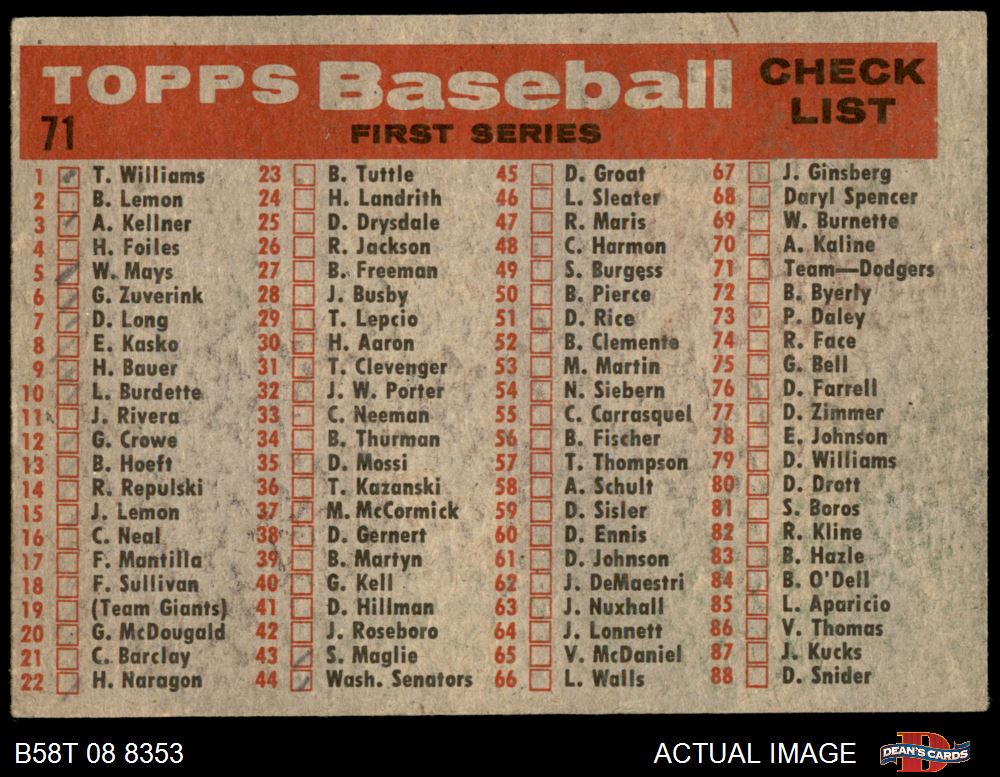 TOPPS Baseball CHECK LIST
71 FIRST SERIES
1 T. Williams 23 B. Tuttle 45 D. Groat 67 J. Ginsberg
2 B. Lemon 24 H. Landrith 46 L. Sleater 68 Daryl Spencer
3 A. Kellner 25 D. Drysdale 47 R. Maris 69 W. Burnette
4 H. Foiles 26 R. Jackson 48 C. Harmon 70 A. Kaline
5 W. Mays 27 B. Freeman 49 S. Burgess 71 Team—Dodgers
6 G. Zuverink 28 J. Busby 50 B. Pierce 72 B. Byerly
7 D. Long 29 T. Lepcio 51 D. Rice 73 P. Daley
8 E. Kasko 30 H. Aaron 52 B. Clemente 74 R. Face
9 H. Bauer 31 T. Clevenger 53 M. Martin 75 G. Bell
10 L. Burdette 32 J. W. Porter 54 N. Siebern 76 D. Farrell
11 J. Rivera 33 C. Neeman 55 C. Carrasquel 77 D. Zimmer
12 G. Crowe 34 B. Thurman 56 B. Fischer 78 E. Johnson
13 B. Hoeft 35 D. Mossi 57 T. Thompson 79 D. Williams
14 R. Repulski 36 T. Kazanski 58 A. Schult 80 D. Drott
15 J. Lemon 37 M. McCormick 59 D. Sisler 81 S. Boros
16 C. Neal 38 D. Gernert 60 D. Ennis 82 R. Kline
17 F. Mantilla 39 B. Martyn 61 D. Johnson 83 B. Hazle
18 F. Sullivan 40 G. Kell 62 J. DeMaestri 84 B. O'Dell
19 (Team Giants) 41 D. Hillman 63 J. Nuxhall 85 L. Aparicio
20 G. McDougald 42 J. Roseboro 64 J. Lonnett 86 V. Thomas
21 C. Barclay 43 S. Maglie 65 V. McDaniel 87 J. Kucks
22 H. Naragon 44 Wash. Senators 66 L. Walls 88 D. Snider
B58T 08 8353 ACTUAL IMAGE DEAN'S CARDS